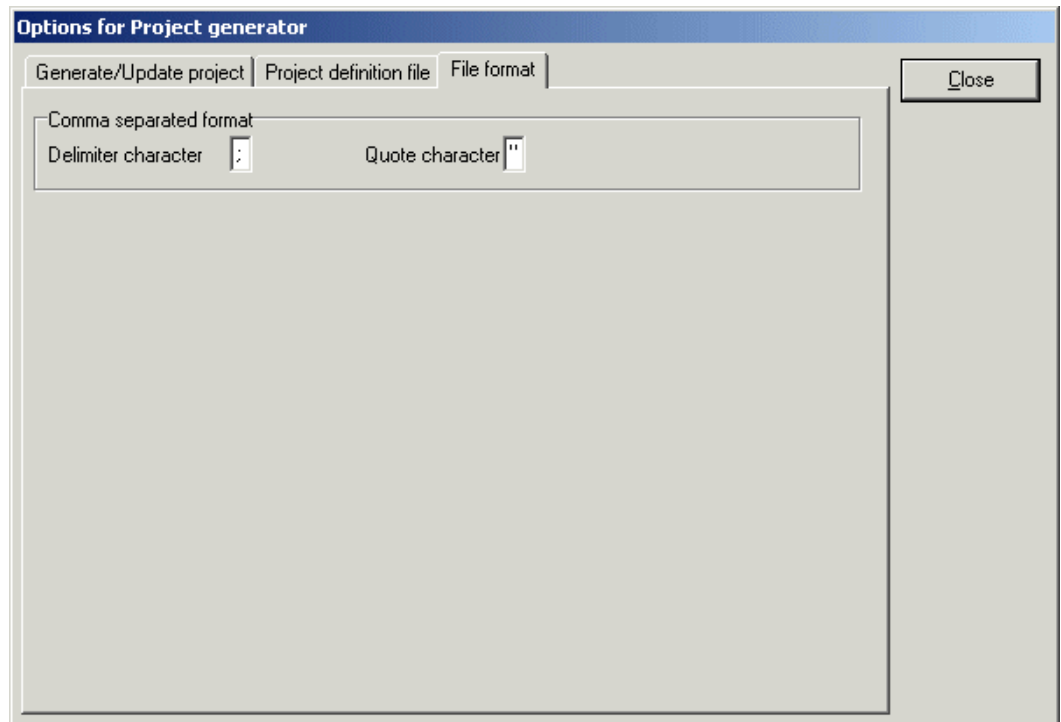 Options for Project generator
Generate/Update project Project definition file File format
Close
Comma separated format
Delimiter character ; Quote character "